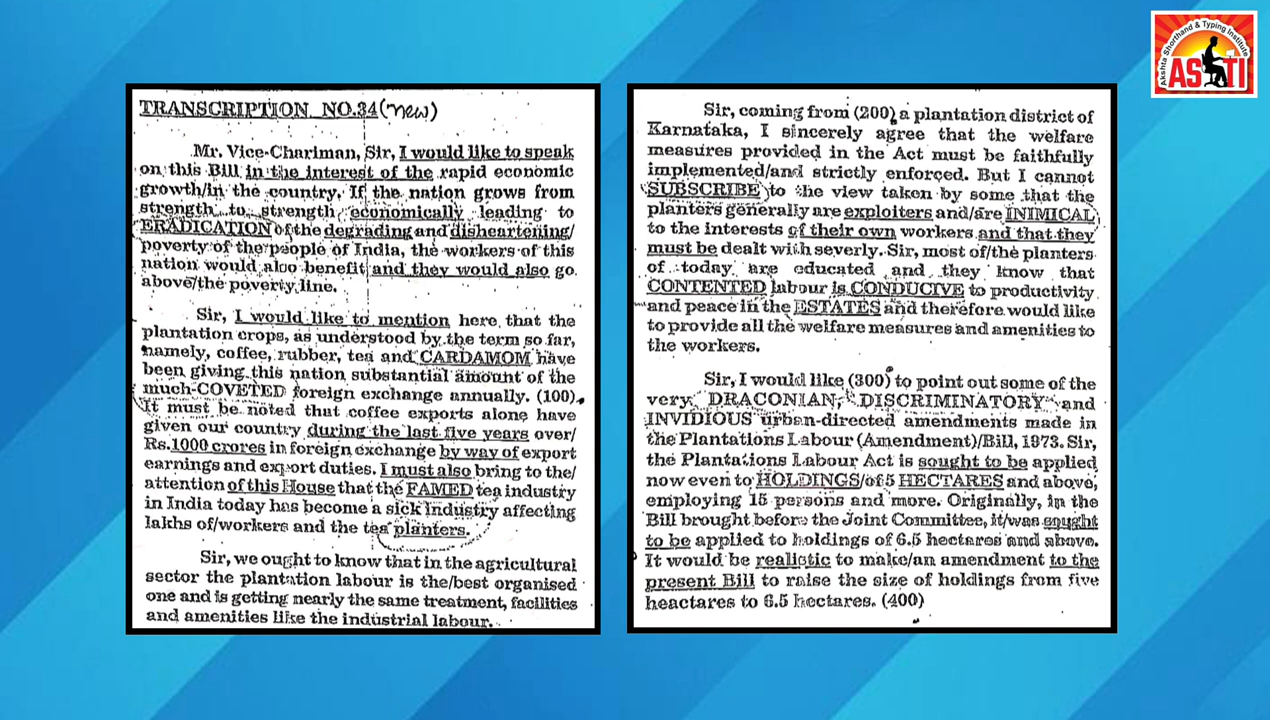 TRANSCRIPTION NO.34(new)
Mr. Vice-Chariman, Sir, I would like to speak
on this Bill in the interest of the rapid economic
growth/in the country. If the nation grows from
strength to strength economically leading to
ERADICATION of the degrading and disheartening/
poverty of the people of India, the workers of this
nation would also benefit and they would also go
above/the poverty line.
Sir, I would like to mention here that the
plantation crops, as understood by the term so far,
namely, coffee, rubber, tea and CARDAMOM have
been giving this nation substantial amount of the
much-COVETED foreign exchange annually. (100)
It must be noted that coffee exports alone have
given our country during the last five years over/
Rs.1000 crores in foreign exchange by way of export
earnings and export duties. I must also bring to the/
attention of this House that the FAMED tea industry
in India today has become a sick industry affecting
lakhs of/workers and the tea planters.
Sir, we ought to know that in the agricultural
sector the plantation labour is the/best organised
one and is getting nearly the same treatment, facilities
and amenities like the industrial labour.
Sir, coming from (200) a plantation district of
Karnataka, I sincerely agree that the welfare
measures provided in the Act must be faithfully
implemented/and strictly enforced. But I cannot
SUBSCRIBE to the view taken by some that the
planters generally are exploiters and/are INIMICAL
to the interests of their own workers and that they
must be dealt with severly. Sir, most of/the planters
of today are educated and they know that
CONTENTED labour is CONDUCIVE to productivity
and peace in the ESTATES and therefore would like
to provide all the welfare measures and amenities to
the workers.
Sir, I would like (300) to point out some of the
very DRACONIAN, DISCRIMINATORY and
INVIDIOUS urban-directed amendments made in
the Plantations Labour (Amendment)/Bill, 1973. Sir,
the Plantations Labour Act is sought to be applied
now even to HOLDINGS/of 5 HECTARES and above,
employing 15 persons and more. Originally, in the
Bill brought before the Joint Committee, it/was sought
to be applied to holdings of 6.5 hectares and above.
It would be realistic to make/an amendment to the
present Bill to raise the size of holdings from five
heactares to 6.5 hectares. (400)
Akshta Shorthand & Typing Institute
ASTI